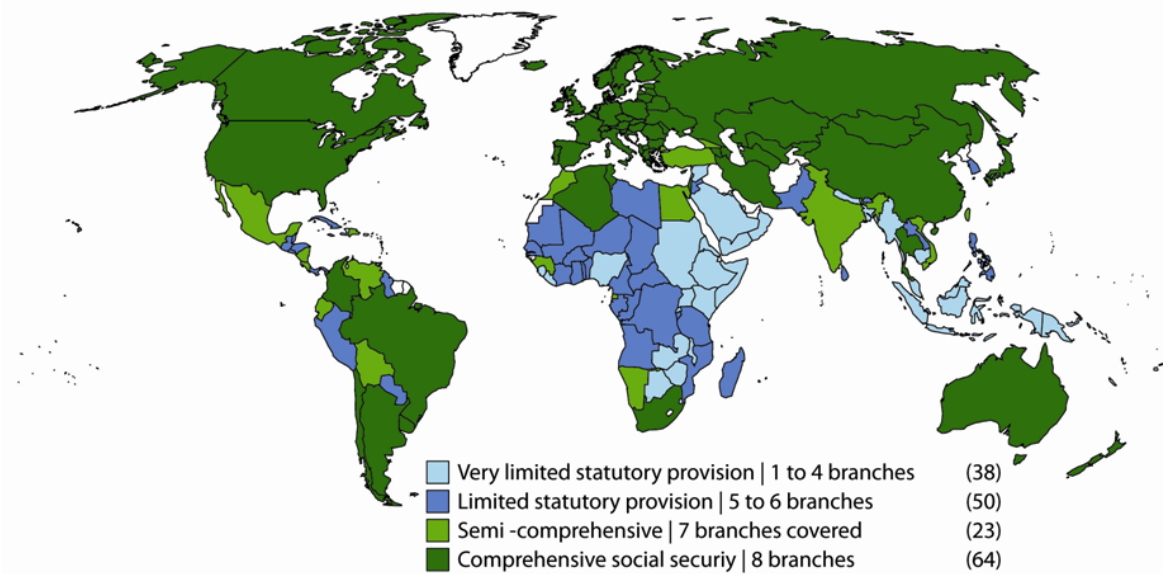 Very limited statutory provision | 1 to 4 branches (38)
Limited statutory provision | 5 to 6 branches (50)
Semi -comprehensive | 7 branches covered (23)
Comprehensive social securiy | 8 branches (64)